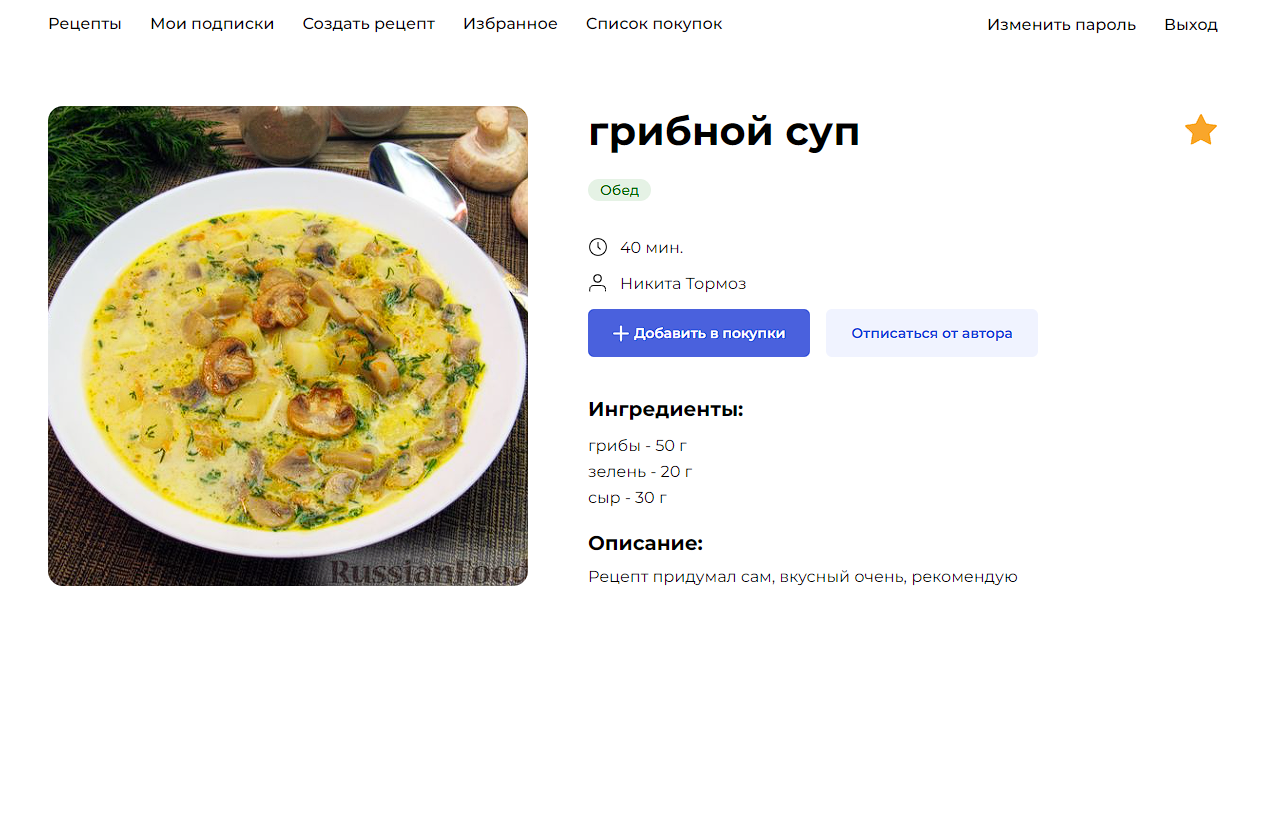 Рецепты Мои подписки Создать рецепт Избранное Список покупок Изменить пароль Выход
грибной суп
Обед
40 мин.
Никита Тормоз
Добавить в покупки Отписаться от автора
Ингредиенты:
грибы - 50 г
зелень - 20 г
сыр - 30 г
Описание:
Рецепт придумал сам, вкусный очень, рекомендую
RussianFood